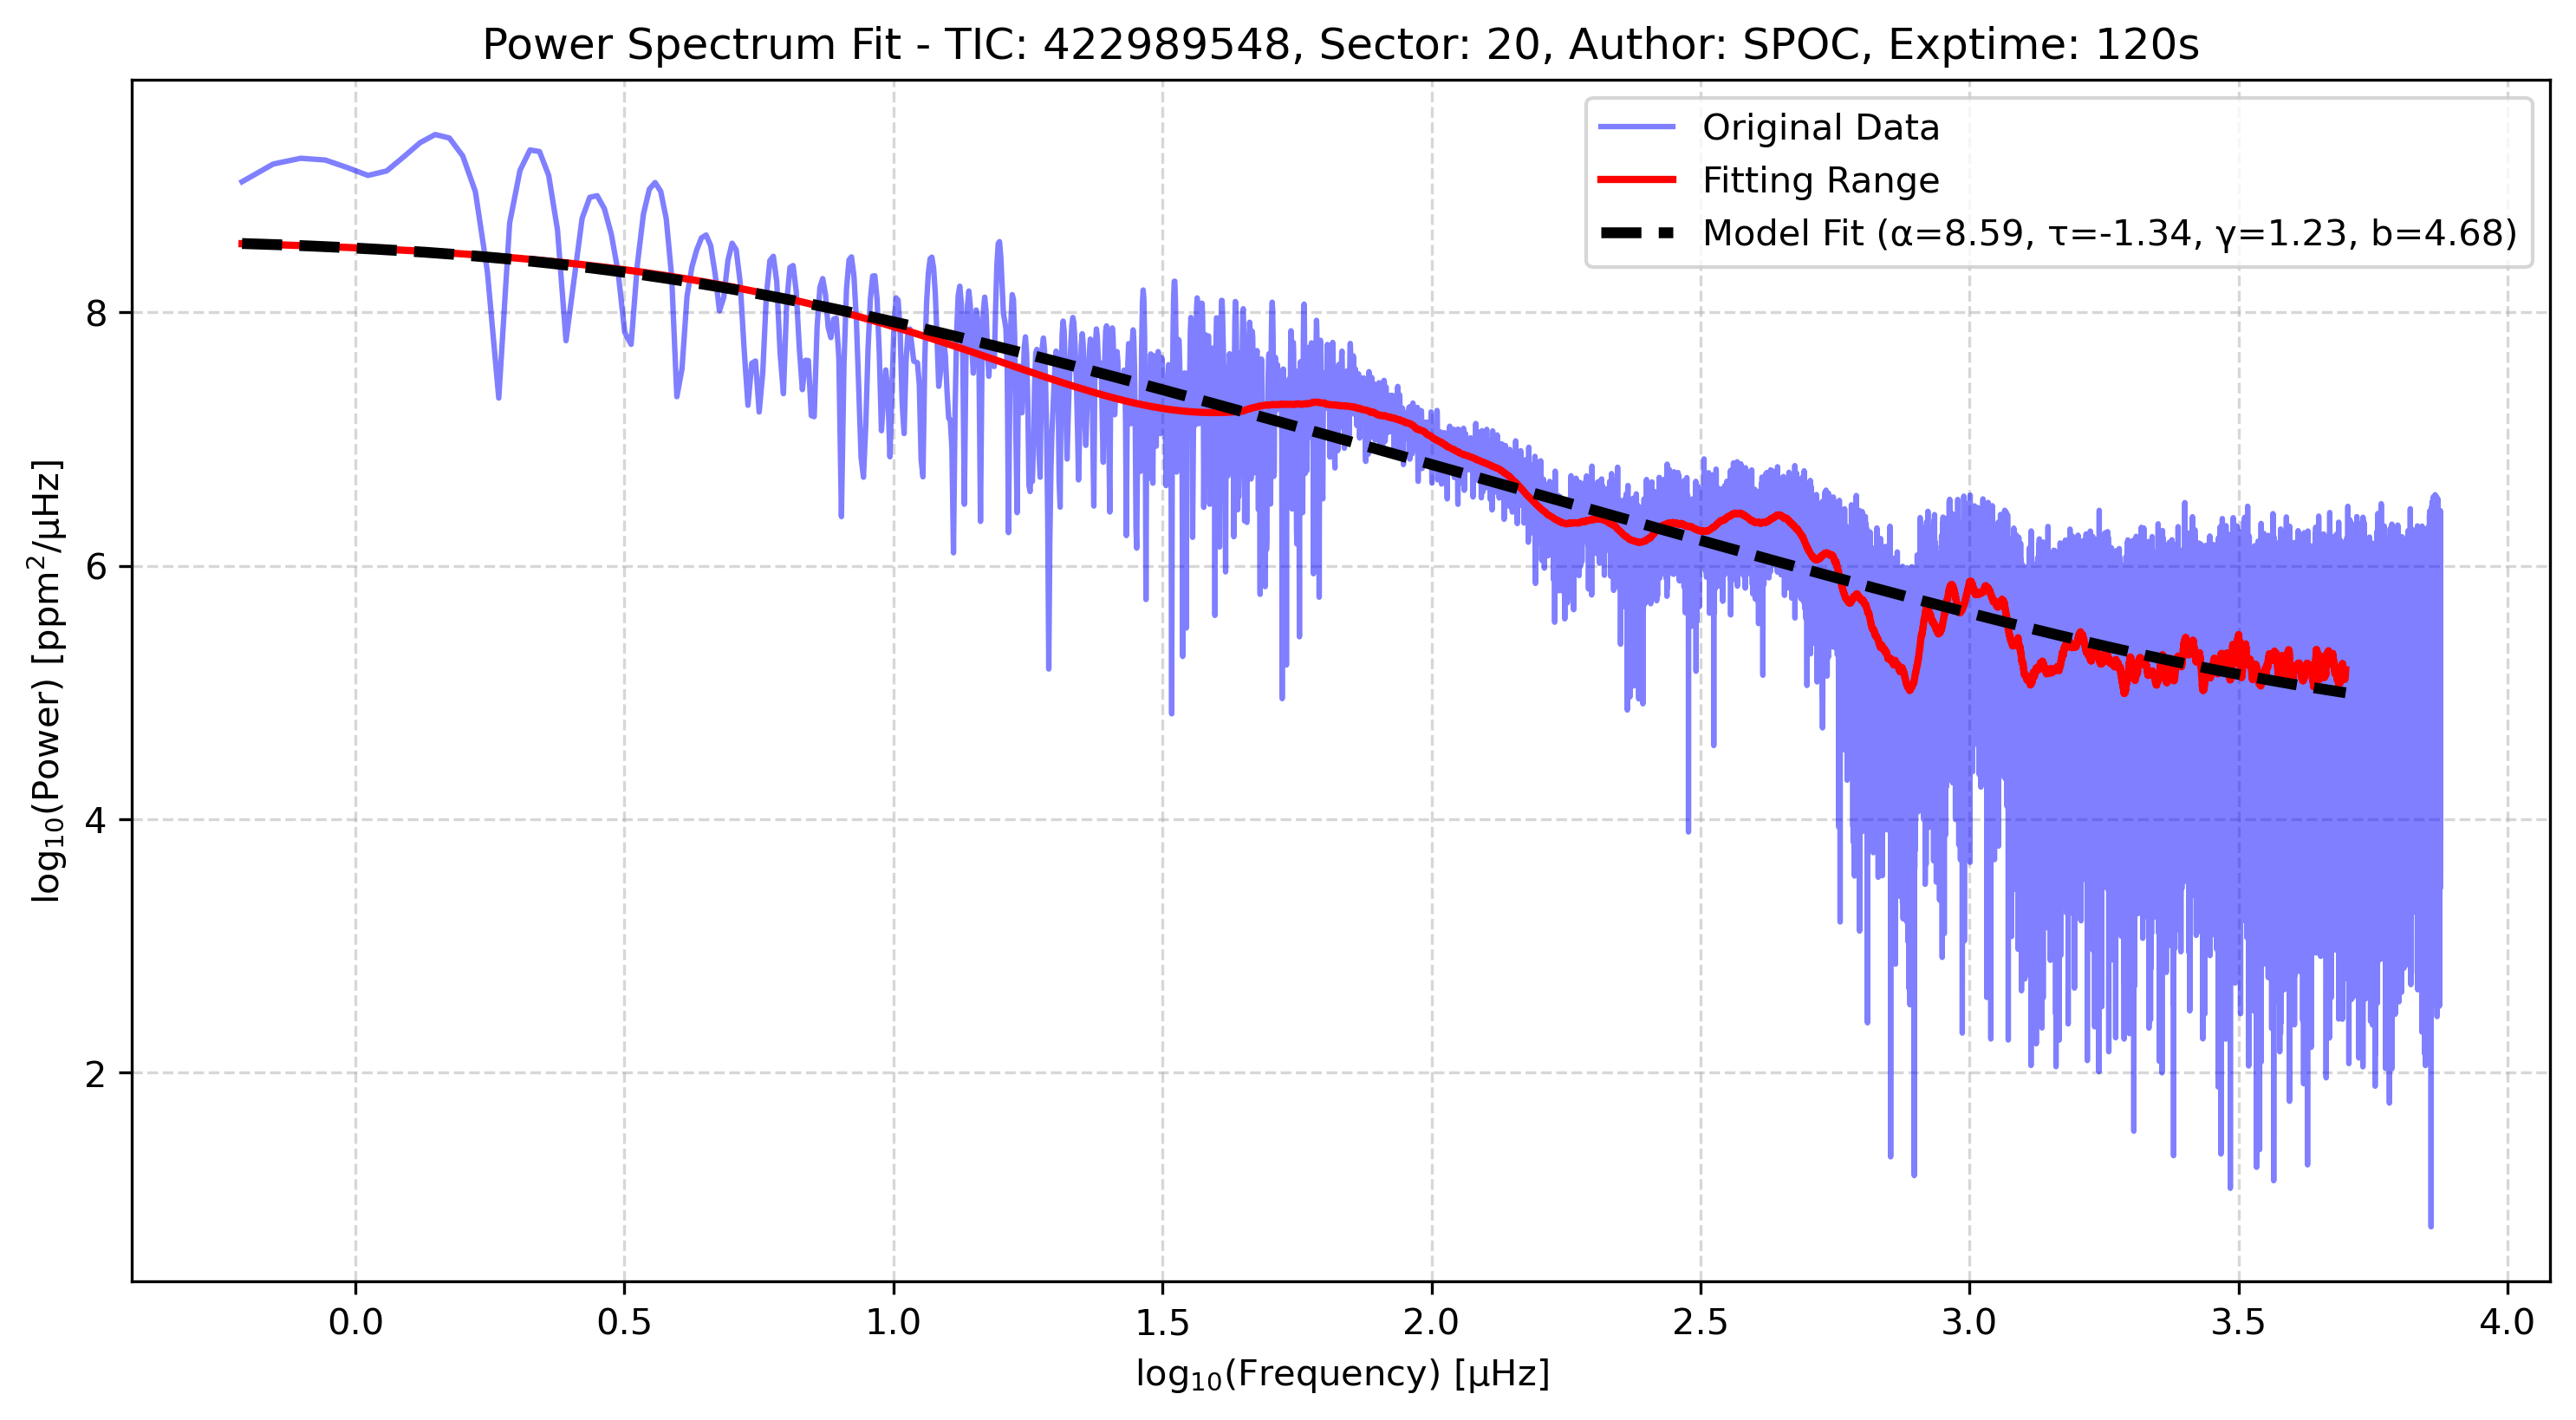 Power Spectrum Fit - TIC: 422989548, Sector: 20, Author: SPOC, Exptime: 120s
Original Data
Fitting Range
Model Fit (α=8.59, τ=-1.34, γ=1.23, b=4.68)
log₁₀(Power) [ppm²/μHz]
8
6
4
2
0.0 0.5 1.0 1.5 2.0 2.5 3.0 3.5 4.0
log₁₀(Frequency) [μHz]